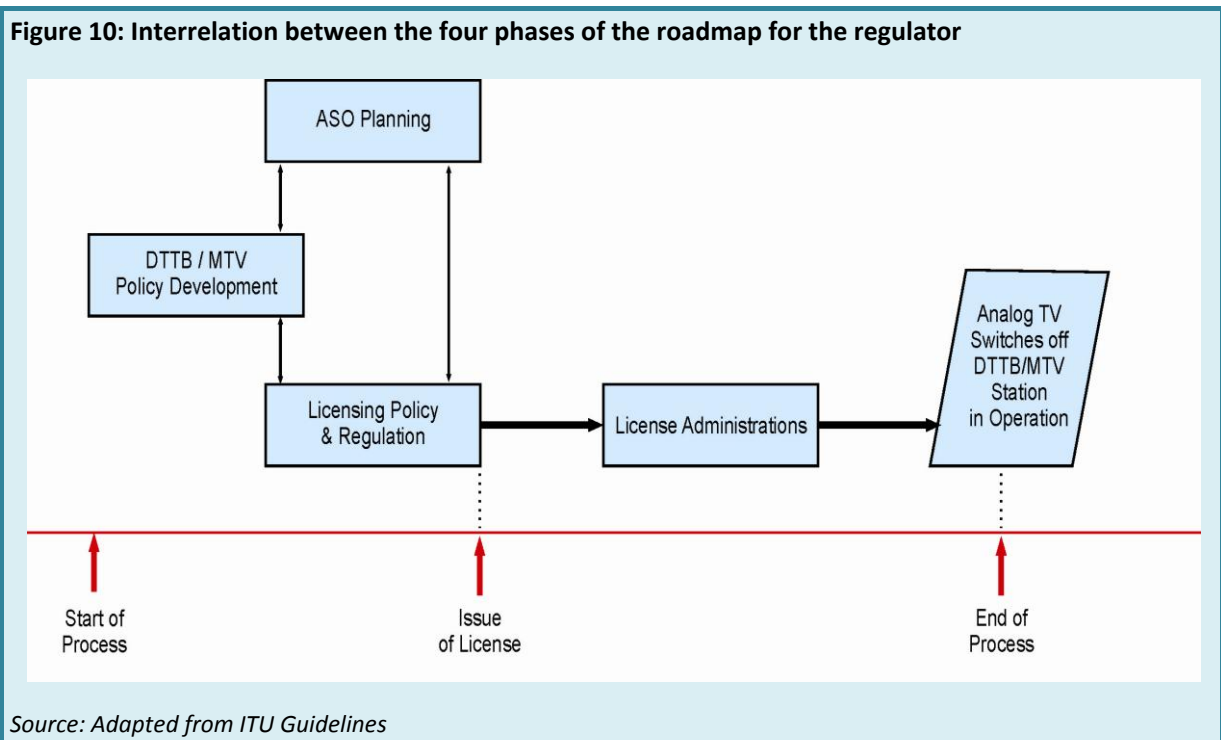 Figure 10: Interrelation between the four phases of the roadmap for the regulator
ASO Planning
DTTB / MTV
Policy Development
Licensing Policy
& Regulation
License Administrations
Analog TV
Switches off
DTTB/MTV
Station
in Operation
Start of
Process
Issue
of License
End of
Process
Source: Adapted from ITU Guidelines